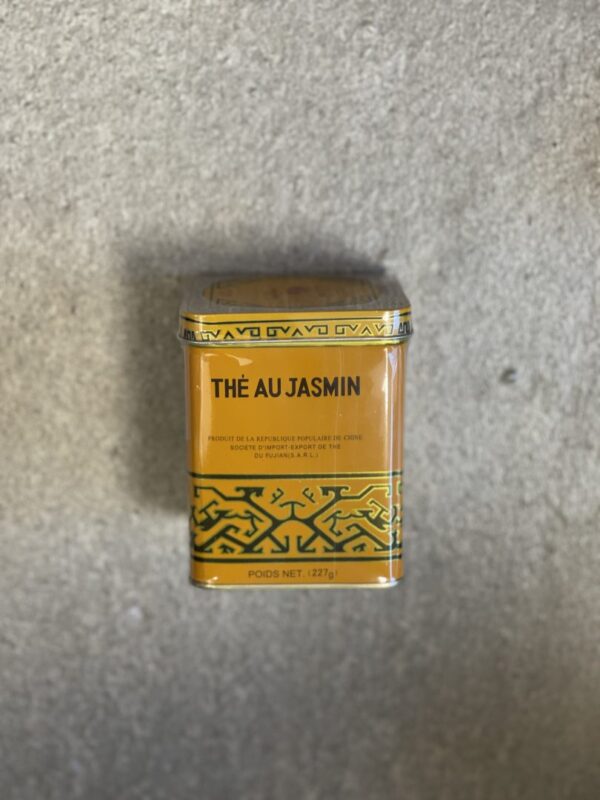 THÉ AU JASMIN
PRODUIT DE LA REPUBLIQUE POPULAIRE DE CHINE
SOCIETE D'IMPORT-EXPORT DE THE
DU FUJIAN(S.A.R.L.)
POIDS NET. (227g)